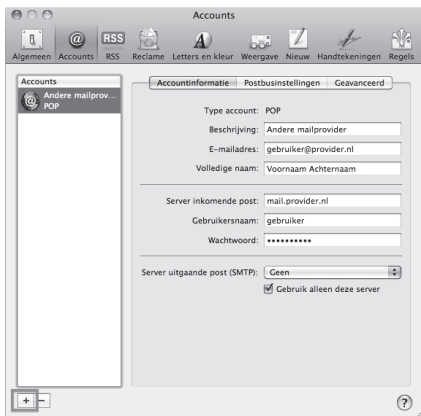 Accounts
Algemeen Accounts RSS Reclame Letters en kleur Weergave Nieuw Handtekeningen Regels
Accounts
Andere mailprov...
POP
Accountinformatie Postbusinstellingen Geavanceerd
Type account: POP
Beschrijving: Andere mailprovider
E-mailadres: gebruiker@provider.nl
Volledige naam: Voornaam Achternaam
Server inkomende post: mail.provider.nl
Gebruikersnaam: gebruiker
Wachtwoord: ••••••••••
Server uitgaande post (SMTP): Geen
Gebruik alleen deze server
+ − ?